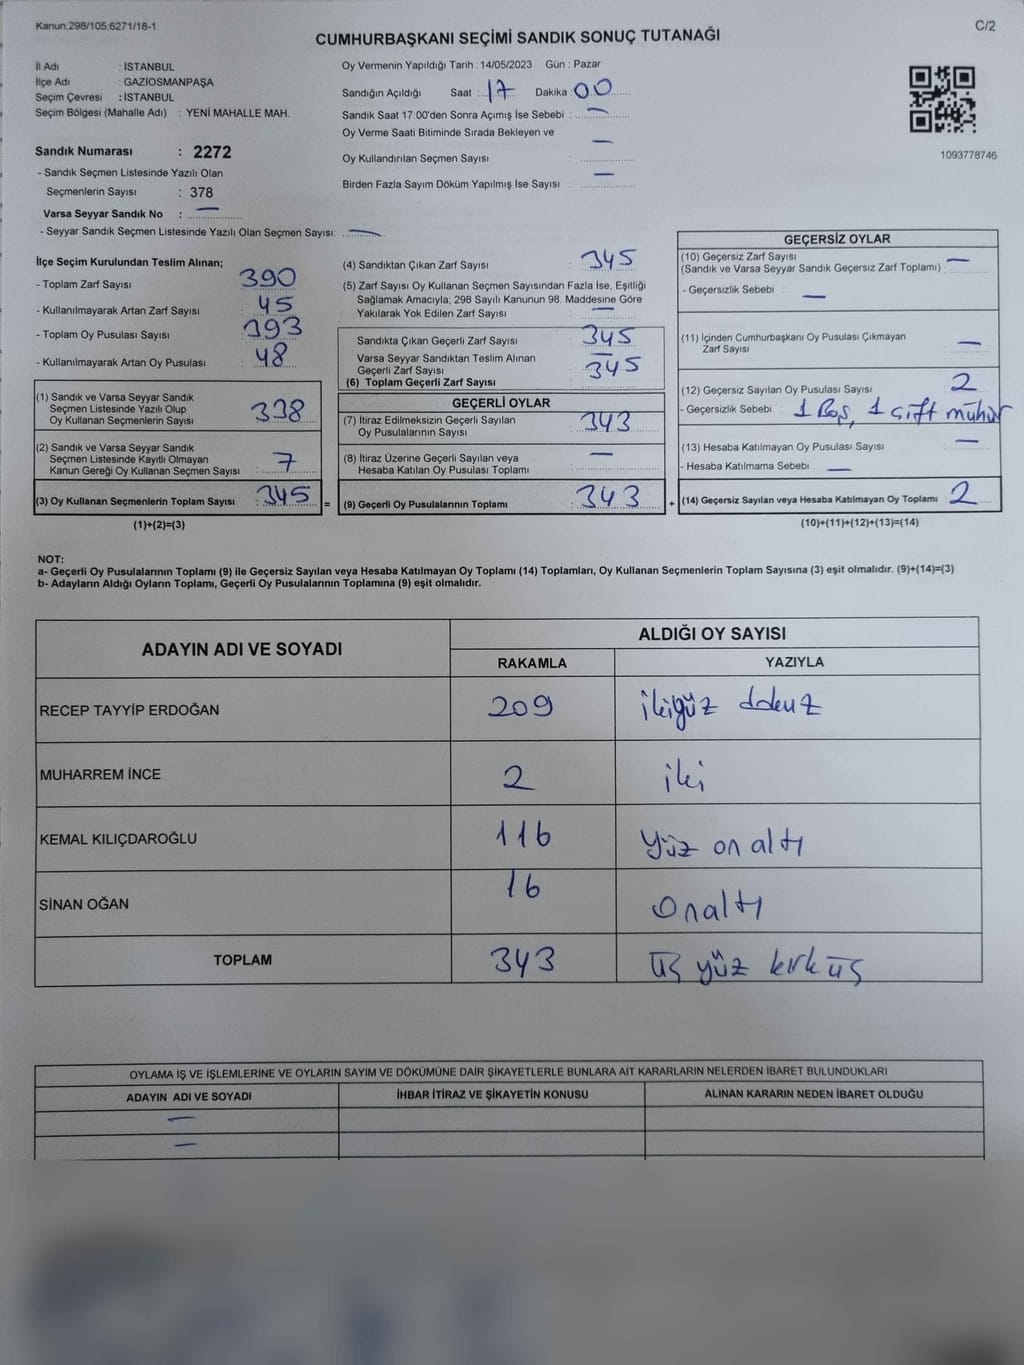 Kanun;298/105;6271/18-1
C/2
CUMHURBAŞKANI SEÇİMİ SANDIK SONUÇ TUTANAĞI
İl Adı : İSTANBUL
İlçe Adı : GAZİOSMANPAŞA
Seçim Çevresi : İSTANBUL
Seçim Bölgesi (Mahalle Adı) : YENİ MAHALLE MAH.
Sandık Numarası : 2272
- Sandık Seçmen Listesinde Yazılı Olan
Seçmenlerin Sayısı : 378
Varsa Seyyar Sandık No : —
- Seyyar Sandık Seçmen Listesinde Yazılı Olan Seçmen Sayısı: —
Oy Vermenin Yapıldığı Tarih : 14/05/2023 Gün : Pazar
Sandığın Açıldığı Saat : 17 Dakika : 00
Sandık Saat 17:00'den Sonra Açımış İse Sebebi : —
Oy Verme Saati Bitiminde Sırada Bekleyen ve
Oy Kullandırılan Seçmen Sayısı : —
Birden Fazla Sayım Döküm Yapılmış İse Sayısı : —
1093778746
İlçe Seçim Kurulundan Teslim Alınan;
- Toplam Zarf Sayısı : 390
- Kullanılmayarak Artan Zarf Sayısı : 45
- Toplam Oy Pusulası Sayısı : 393
- Kullanılmayarak Artan Oy Pusulası : 48
(1) Sandık ve Varsa Seyyar Sandık
Seçmen Listesinde Yazılı Olup
Oy Kullanan Seçmenlerin Sayısı : 338
(2) Sandık ve Varsa Seyyar Sandık
Seçmen Listesinde Kayıtlı Olmayan
Kanun Gereği Oy Kullanan Seçmen Sayısı : 7
(3) Oy Kullanan Seçmenlerin Toplam Sayısı : 345
(1)+(2)=(3)
(4) Sandıktan Çıkan Zarf Sayısı : 345
(5) Zarf Sayısı Oy Kullanan Seçmen Sayısından Fazla İse, Eşitliği
Sağlamak Amacıyla, 298 Sayılı Kanunun 98. Maddesine Göre
Yakılarak Yok Edilen Zarf Sayısı : —
Sandıkta Çıkan Geçerli Zarf Sayısı : 345
Varsa Seyyar Sandıktan Teslim Alınan
Geçerli Zarf Sayısı : —
(6) Toplam Geçerli Zarf Sayısı : 345
GEÇERLİ OYLAR
(7) İtiraz Edilmeksizin Geçerli Sayılan
Oy Pusulalarının Sayısı : 343
(8) İtiraz Üzerine Geçerli Sayılan veya
Hesaba Katılan Oy Pusulası Toplamı : —
= (9) Geçerli Oy Pusulalarının Toplamı : 343
GEÇERSİZ OYLAR
(10) Geçersiz Zarf Sayısı
(Sandık ve Varsa Seyyar Sandık Geçersiz Zarf Toplamı) : —
- Geçersizlik Sebebi : —
(11) İçinden Cumhurbaşkanı Oy Pusulası Çıkmayan
Zarf Sayısı : —
(12) Geçersiz Sayılan Oy Pusulası Sayısı : 2
- Geçersizlik Sebebi : 1 Boş, 1 çift mühür
(13) Hesaba Katılmayan Oy Pusulası Sayısı : —
- Hesaba Katılmama Sebebi : —
+ (14) Geçersiz Sayılan veya Hesaba Katılmayan Oy Toplamı : 2
(10)+(11)+(12)+(13)=(14)
NOT:
a- Geçerli Oy Pusulalarının Toplamı (9) ile Geçersiz Sayılan veya Hesaba Katılmayan Oy Toplamı (14) Toplamları, Oy Kullanan Seçmenlerin Toplam Sayısına (3) eşit olmalıdır. (9)+(14)=(3)
b- Adayların Aldığı Oyların Toplamı, Geçerli Oy Pusulalarının Toplamına (9) eşit olmalıdır.
ADAYIN ADI VE SOYADI ALDIĞI OY SAYISI
RAKAMLA YAZIYLA
RECEP TAYYİP ERDOĞAN 209 ikiyüz dokuz
MUHARREM İNCE 2 iki
KEMAL KILIÇDAROĞLU 116 yüz on altı
SİNAN OĞAN 16 onaltı
TOPLAM 343 üç yüz kırk üç
OYLAMA İŞ VE İŞLEMLERİNE VE OYLARIN SAYIM VE DÖKÜMÜNE DAİR ŞİKAYETLERLE BUNLARA AİT KARARLARIN NELERDEN İBARET BULUNDUKLARI
ADAYIN ADI VE SOYADI İHBAR İTİRAZ VE ŞİKAYETİN KONUSU ALINAN KARARIN NEDEN İBARET OLDUĞU
—
—